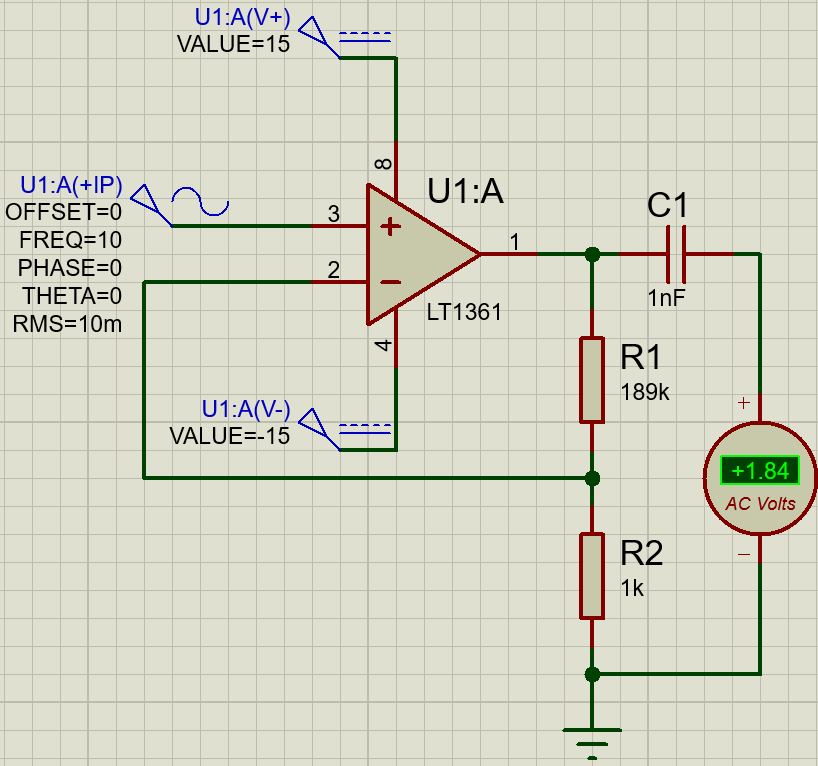 U1:A(V+)
VALUE=15
8
U1:A(+IP)
OFFSET=0
FREQ=10
PHASE=0
THETA=0
RMS=10m
3
+
2
−
U1:A
1
LT1361
4
C1
1nF
U1:A(V-)
VALUE=-15
R1
189k
+
+1.84
AC Volts
−
R2
1k